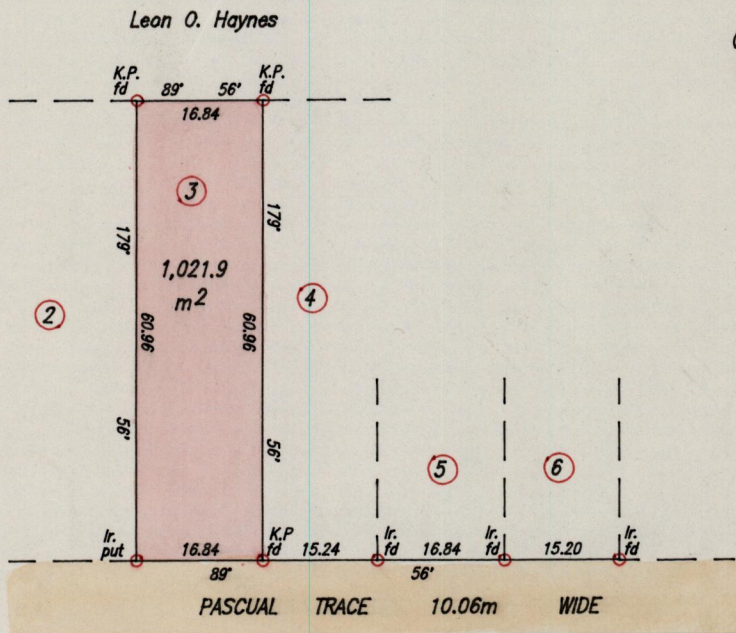 Leon O. Haynes
K.P.
fd
89° 56'
K.P.
fd
16.84
3
179°
179°
1,021.9
m2
2
4
60.96
60.96
56'
56'
5
6
Ir.
put
16.84
K.P
fd
15.24
Ir.
fd
16.84
Ir.
fd
15.20
Ir.
fd
89° 56'
PASCUAL TRACE 10.06m WIDE